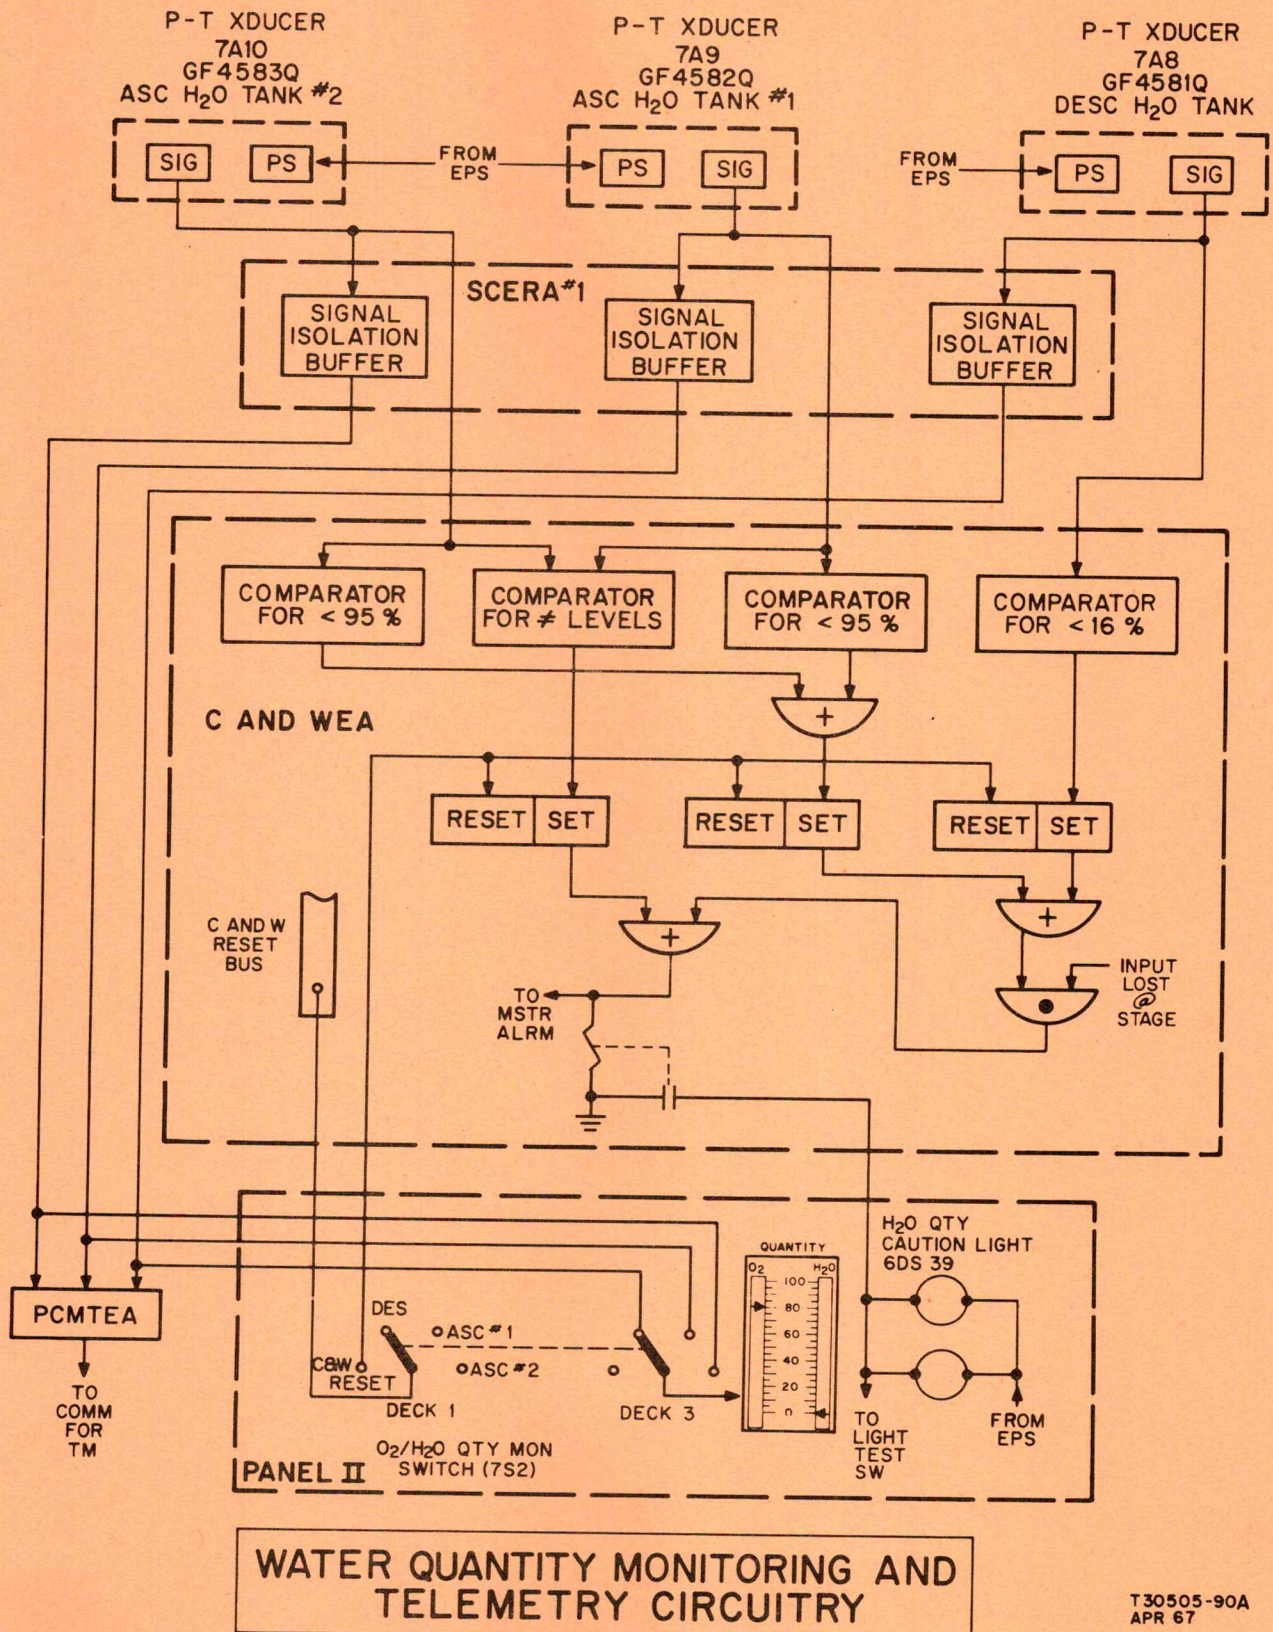 P-T XDUCER
7A10
GF4583Q
ASC H₂O TANK #2
P-T XDUCER
7A9
GF4582Q
ASC H₂O TANK #1
P-T XDUCER
7A8
GF4581Q
DESC H₂O TANK
SIG
PS
FROM
EPS
PS
SIG
FROM
EPS
PS
SIG
SCERA #1
SIGNAL
ISOLATION
BUFFER
SIGNAL
ISOLATION
BUFFER
SIGNAL
ISOLATION
BUFFER
COMPARATOR
FOR < 95 %
COMPARATOR
FOR ≠ LEVELS
COMPARATOR
FOR < 95 %
COMPARATOR
FOR < 16 %
+
C AND WEA
RESET
SET
RESET
SET
RESET
SET
+
+
C AND W
RESET
BUS
INPUT
LOST
@
STAGE
TO
MSTR
ALRM
PCMTEA
TO
COMM
FOR
TM
DES
ASC #1
C&W
RESET
ASC #2
DECK 1
DECK 3
O₂/H₂O QTY MON
SWITCH (7S2)
PANEL II
QUANTITY
O₂
H₂O
100
80
60
40
20
0
H₂O QTY
CAUTION LIGHT
6DS 39
TO
LIGHT
TEST
SW
FROM
EPS
WATER QUANTITY MONITORING AND
TELEMETRY CIRCUITRY
T30505-90A
APR 67